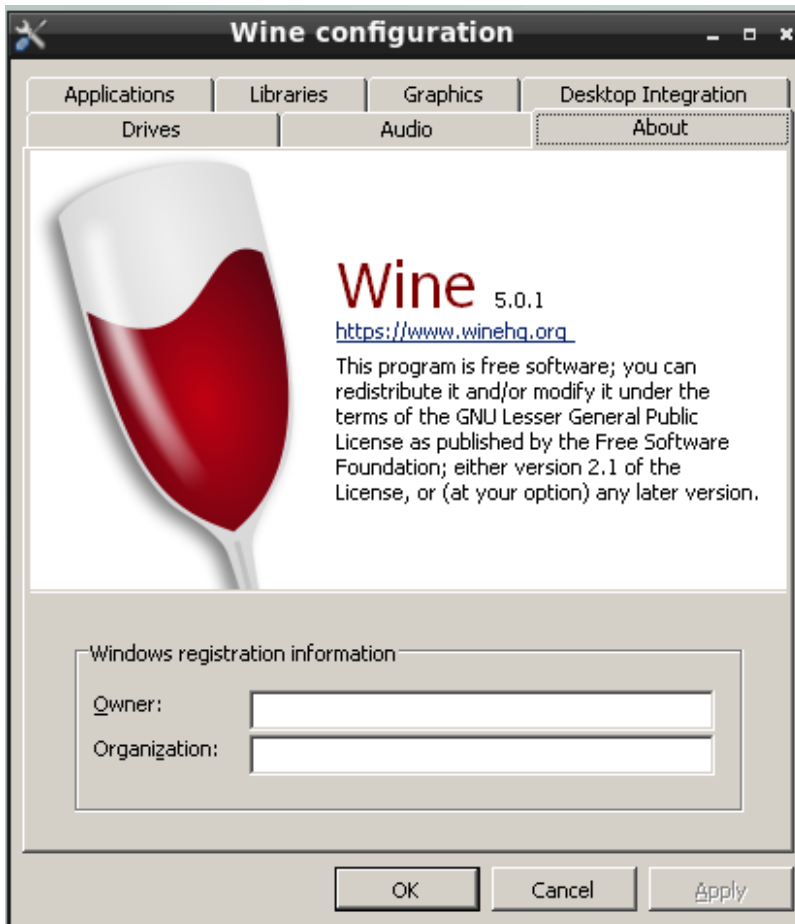 Wine configuration
Applications
Libraries
Graphics
Desktop Integration
Drives
Audio
About
Wine 5.0.1
https://www.winehq.org
This program is free software; you can
redistribute it and/or modify it under the
terms of the GNU Lesser General Public
License as published by the Free Software
Foundation; either version 2.1 of the
License, or (at your option) any later version.
Windows registration information
Owner:
Organization:
OK
Cancel
Apply